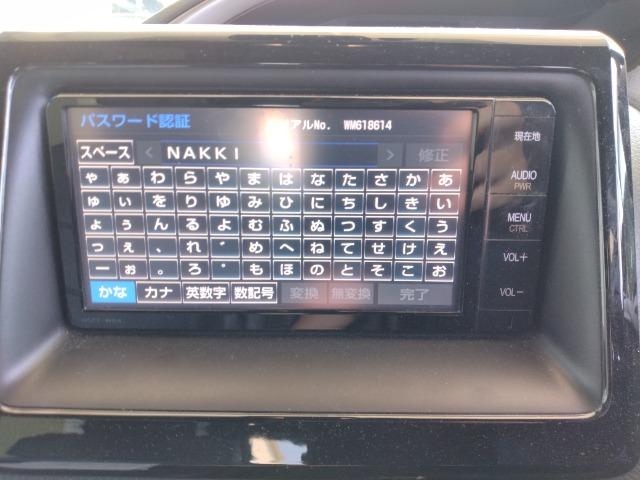 パスワード認証
アルNo. WM618614
スペース < NAKKI > 修正
ゃ ぁ わ ら や ま は な た さ か あ
ゅ ぃ を り ゆ み ひ に ち し き い
ょ ぅ ん る よ む ふ ぬ つ す く う
っ ぇ 、 れ ゛ め へ ね て せ け え
ー ぉ 。 ろ ゜ も ほ の と そ こ お
かな カナ 英数字 数記号 変換 無変換 完了
現在地
AUDIO
PWR
MENU
CTRL
VOL+
VOL-